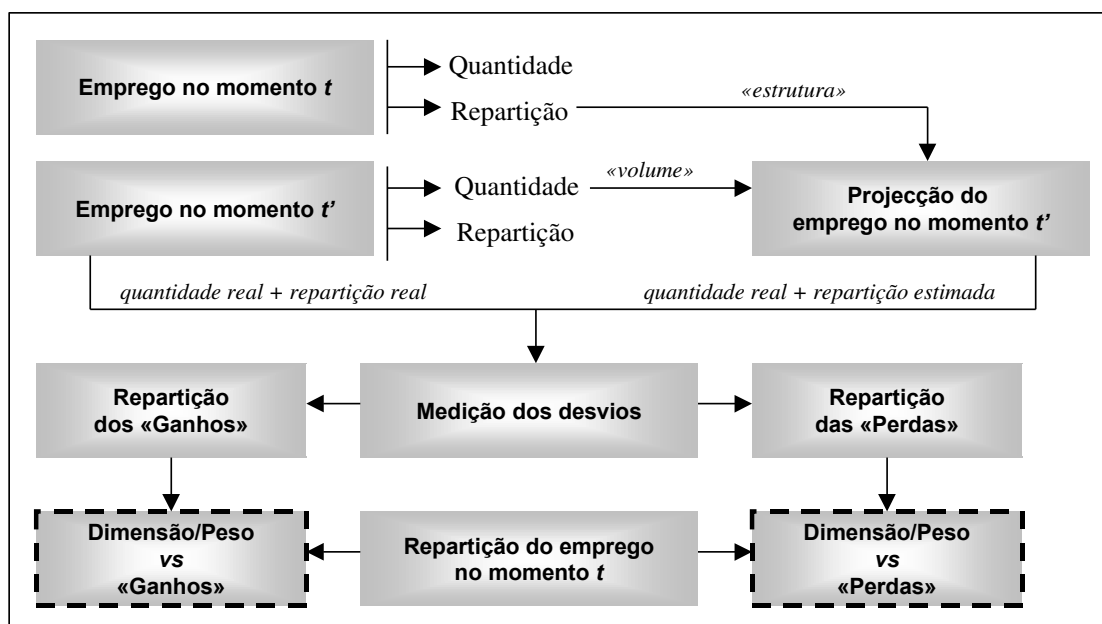 Emprego no momento t
Quantidade
Repartição
«estrutura»
Emprego no momento t’
Quantidade
Repartição
«volume»
Projecção do
emprego no momento t’
quantidade real + repartição real
quantidade real + repartição estimada
Repartição
dos «Ganhos»
Medição dos desvios
Repartição
das «Perdas»
Dimensão/Peso
vs
«Ganhos»
Repartição do emprego
no momento t
Dimensão/Peso
vs
«Perdas»